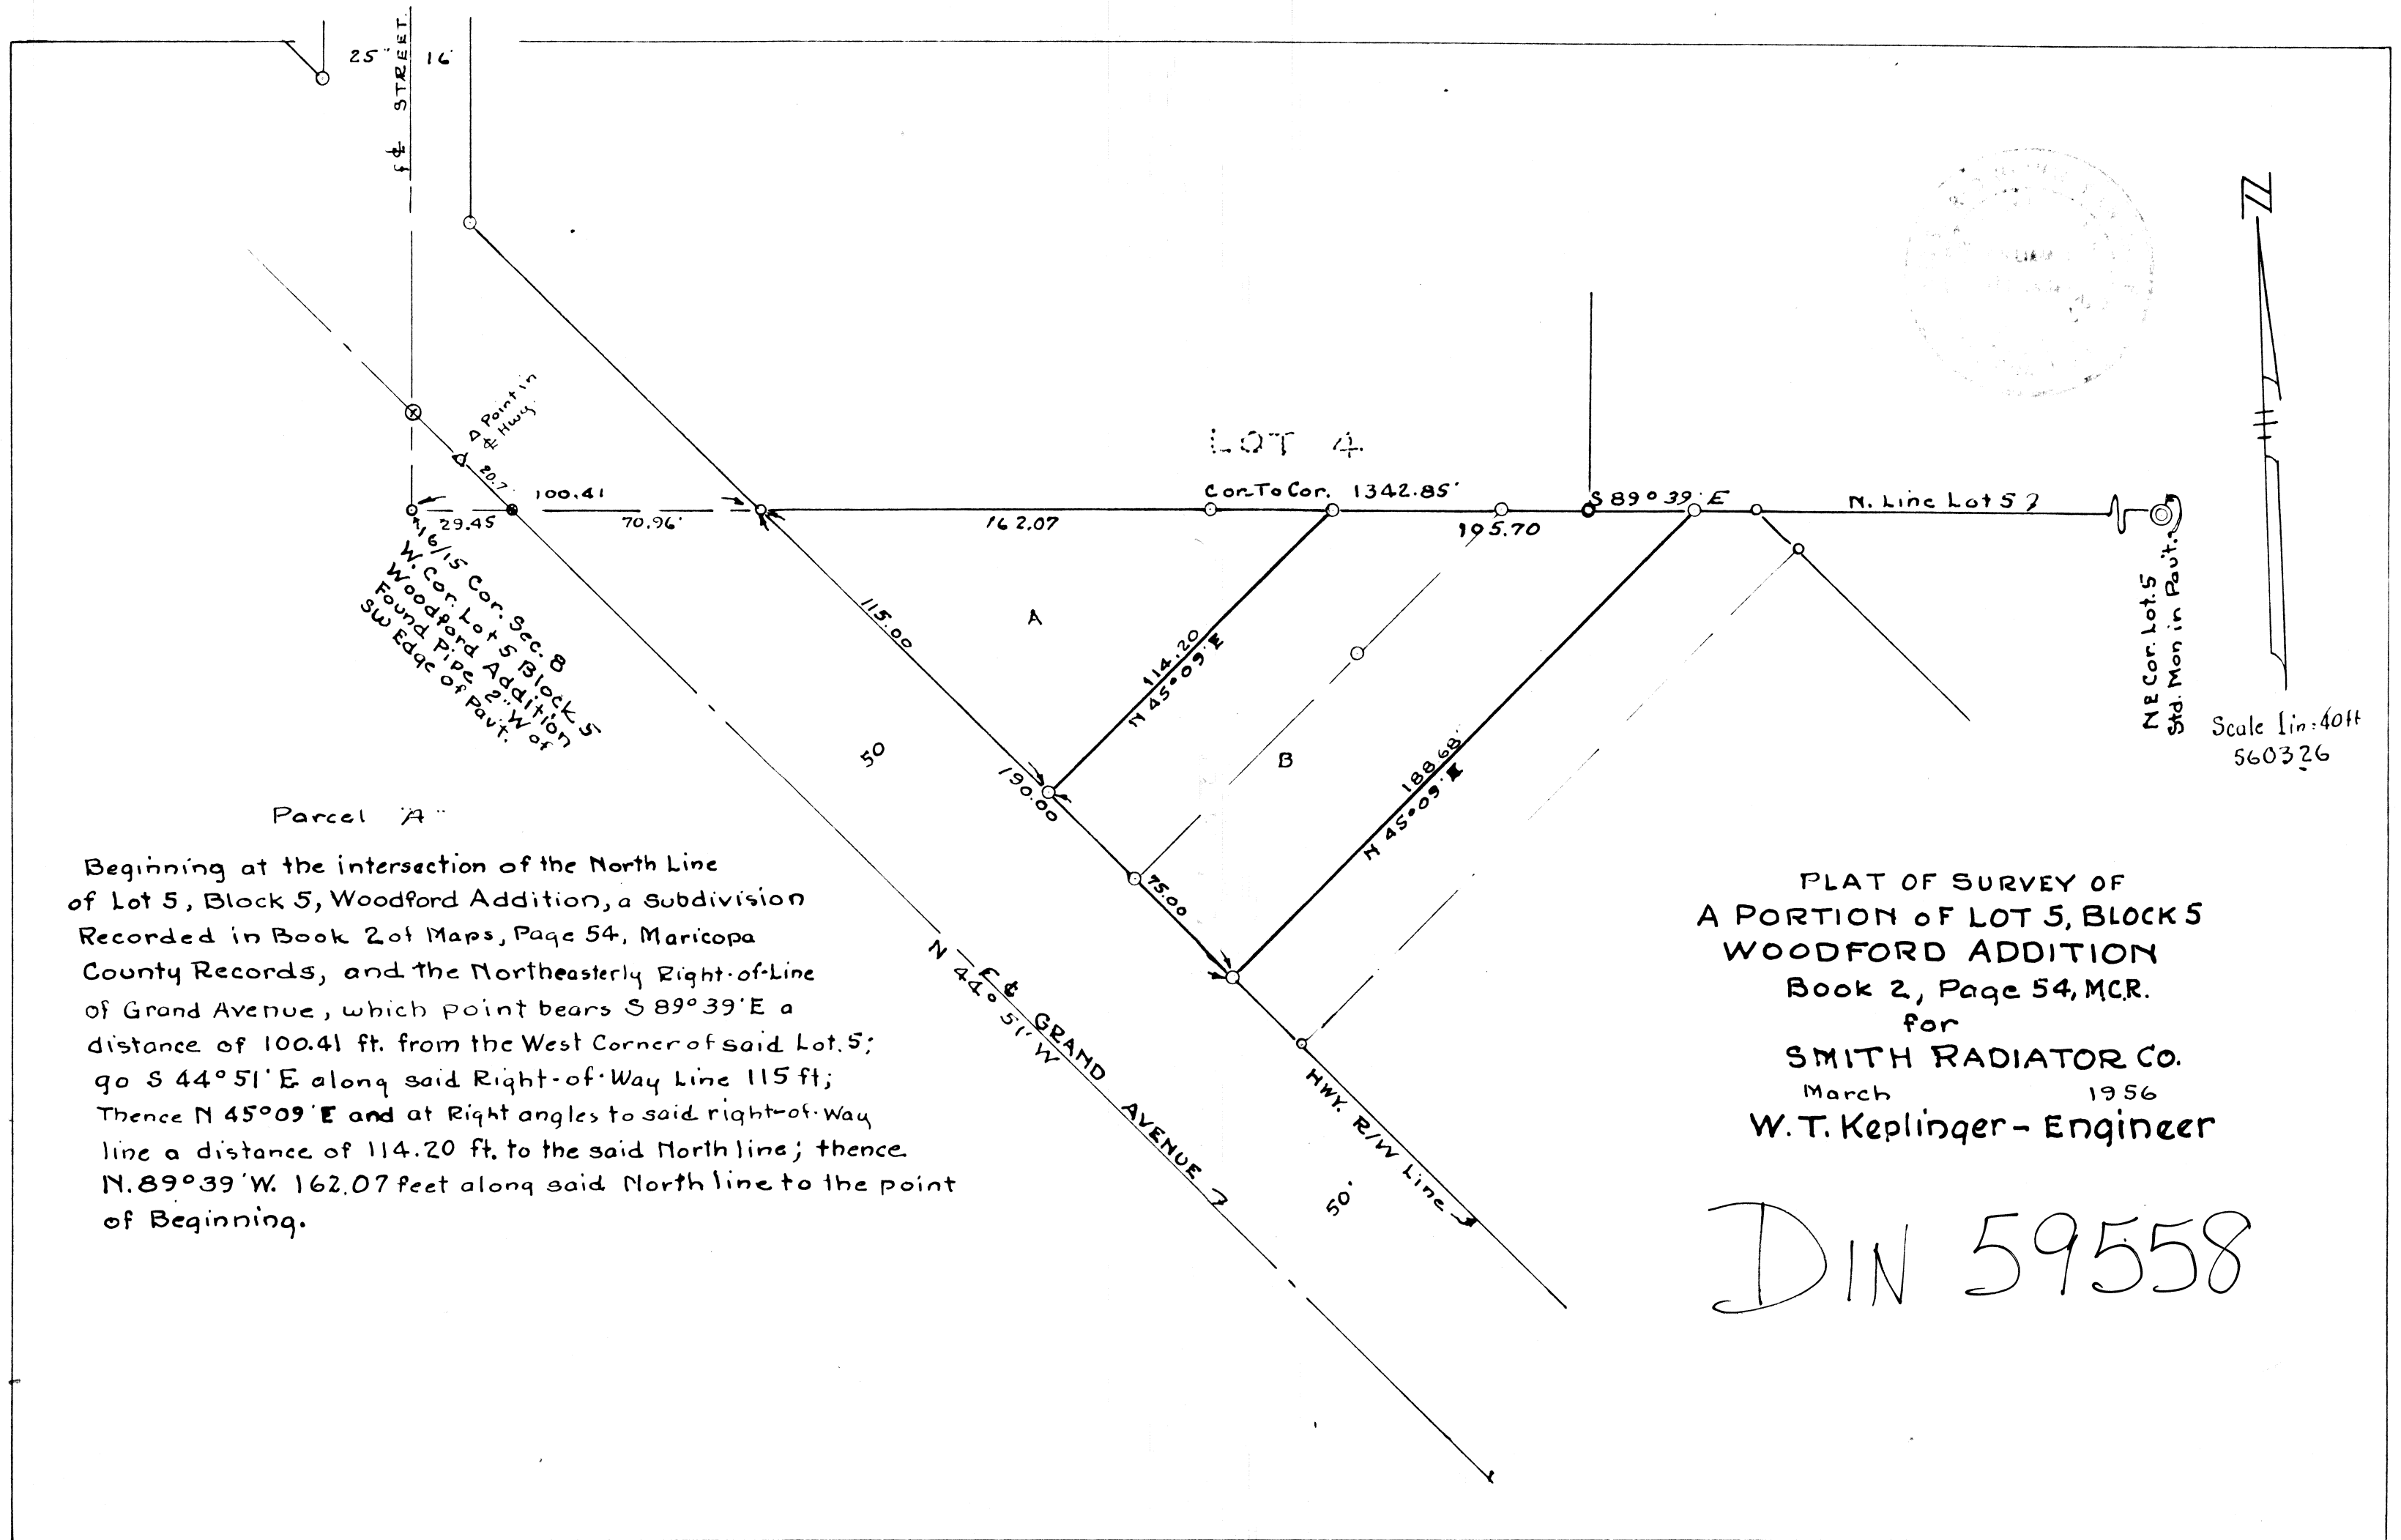 25' 16'
℄ STREET.
△ Point in
℄ Hwy.
20.7'
100.41
29.45 70.96'
162.07
LOT 4
Cor. To Cor. 1342.85'
105.70
S 89° 39' E
N. Line Lot 5
NE Cor. Lot. 5
Std. Mon in Pav't.
N
Scale 1in:40ft
560326
1/16 Cor. Sec. 8
W. Cor. Lot 5 Block 5
Woodford Addition
Found Pipe 2" W of
SW Edge of Pav't.
115.00
A
114.20
N 45°09' E
50
190.00
B
188.68'
N 45°09' E
75.00
℄ GRAND AVENUE
N 44° 51' W
HWY. R/W Line
50'
Parcel "A"
Beginning at the intersection of the North Line
of Lot 5, Block 5, Woodford Addition, a subdivision
Recorded in Book 2 of Maps, Page 54, Maricopa
County Records, and the Northeasterly Right-of-Line
of Grand Avenue, which point bears S 89° 39' E a
distance of 100.41 ft. from the West Corner of said Lot. 5;
go S 44° 51' E along said Right-of-Way Line 115 ft;
Thence N 45°09' E and at Right angles to said right-of-Way
line a distance of 114.20 ft. to the said North line; thence
N. 89° 39' W. 162.07 feet along said North line to the point
of Beginning.
PLAT OF SURVEY OF
A PORTION OF LOT 5, BLOCK 5
WOODFORD ADDITION
Book 2, Page 54, M.C.R.
for
SMITH RADIATOR CO.
March 1956
W. T. Keplinger - Engineer
DIN 59558